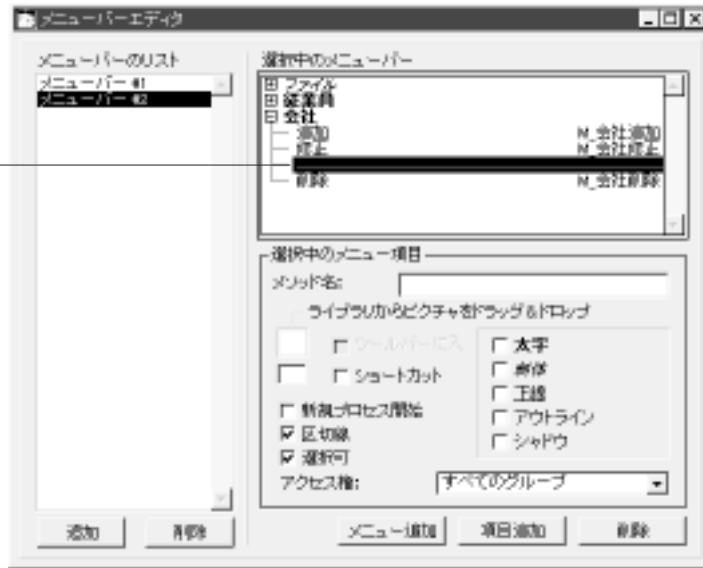 メニューバーエディタ
メニューバーのリスト
メニューバー #1
メニューバー #2
追加
削除
選択中のメニューバー
ファイル
従業員
会社
追加 M_会社追加
修正 M_会社修正
削除 M_会社削除
選択中のメニュー項目
メソッド名:
ライブラリからピクチャをドラッグ&ドロップ
ツールバーに入
ショートカット
新規プロセス開始
区切線
選択可
太字
斜体
下線
アウトライン
シャドウ
アクセス権: すべてのグループ
メニュー追加
項目追加
削除